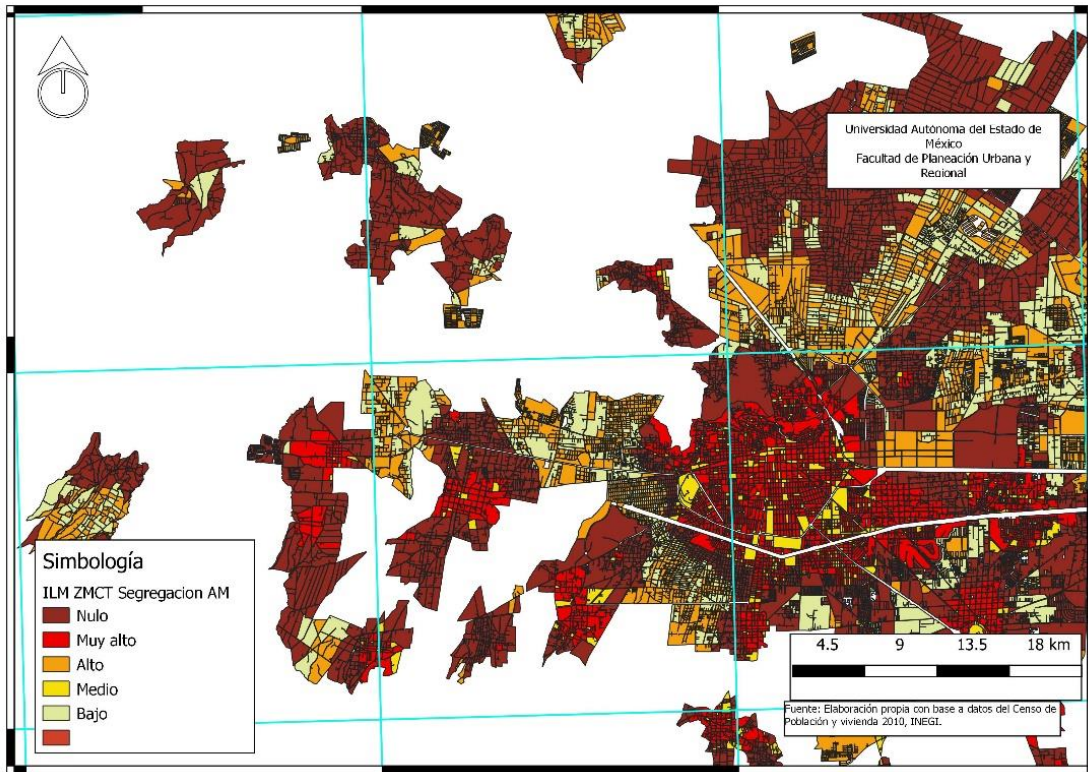 Universidad Autónoma del Estado de
México
Facultad de Planeación Urbana y
Regional
Simbología
ILM ZMCT Segregacion AM
Nulo
Muy alto
Alto
Medio
Bajo
4.5 9 13.5 18 km
Fuente: Elaboración propia con base a datos del Censo de
Población y vivienda 2010, INEGI.